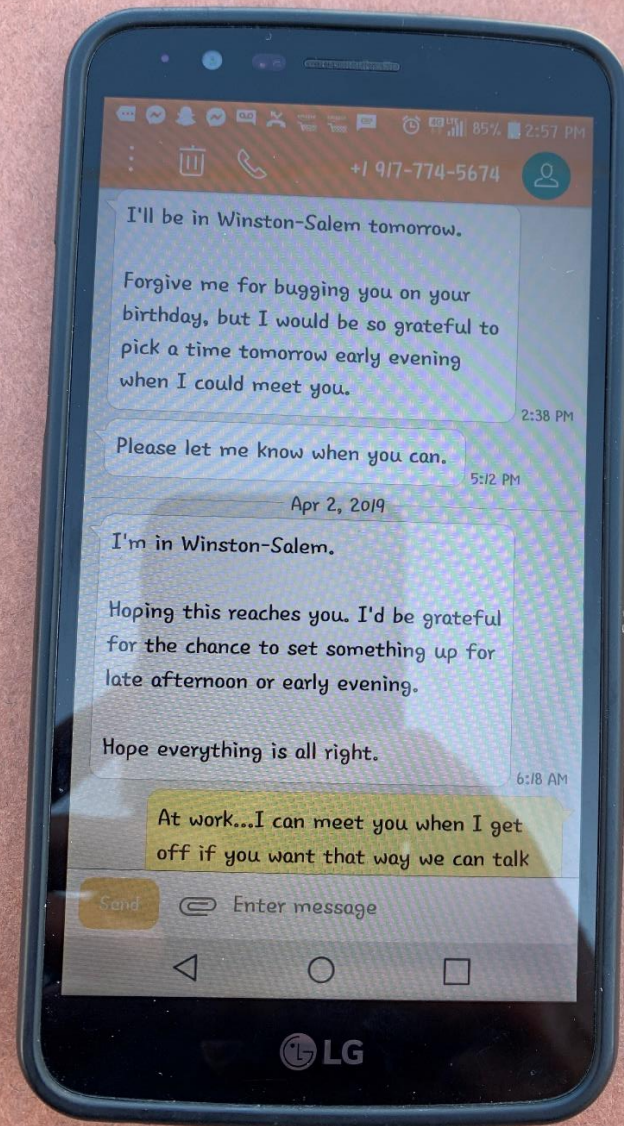 85% 2:57 PM
+1 917-774-5674
I'll be in Winston-Salem tomorrow.
Forgive me for bugging you on your
birthday, but I would be so grateful to
pick a time tomorrow early evening
when I could meet you.
2:38 PM
Please let me know when you can.
5:12 PM
Apr 2, 2019
I'm in Winston-Salem.
Hoping this reaches you. I'd be grateful
for the chance to set something up for
late afternoon or early evening.
Hope everything is all right.
6:18 AM
At work...I can meet you when I get
off if you want that way we can talk
Send Enter message
LG